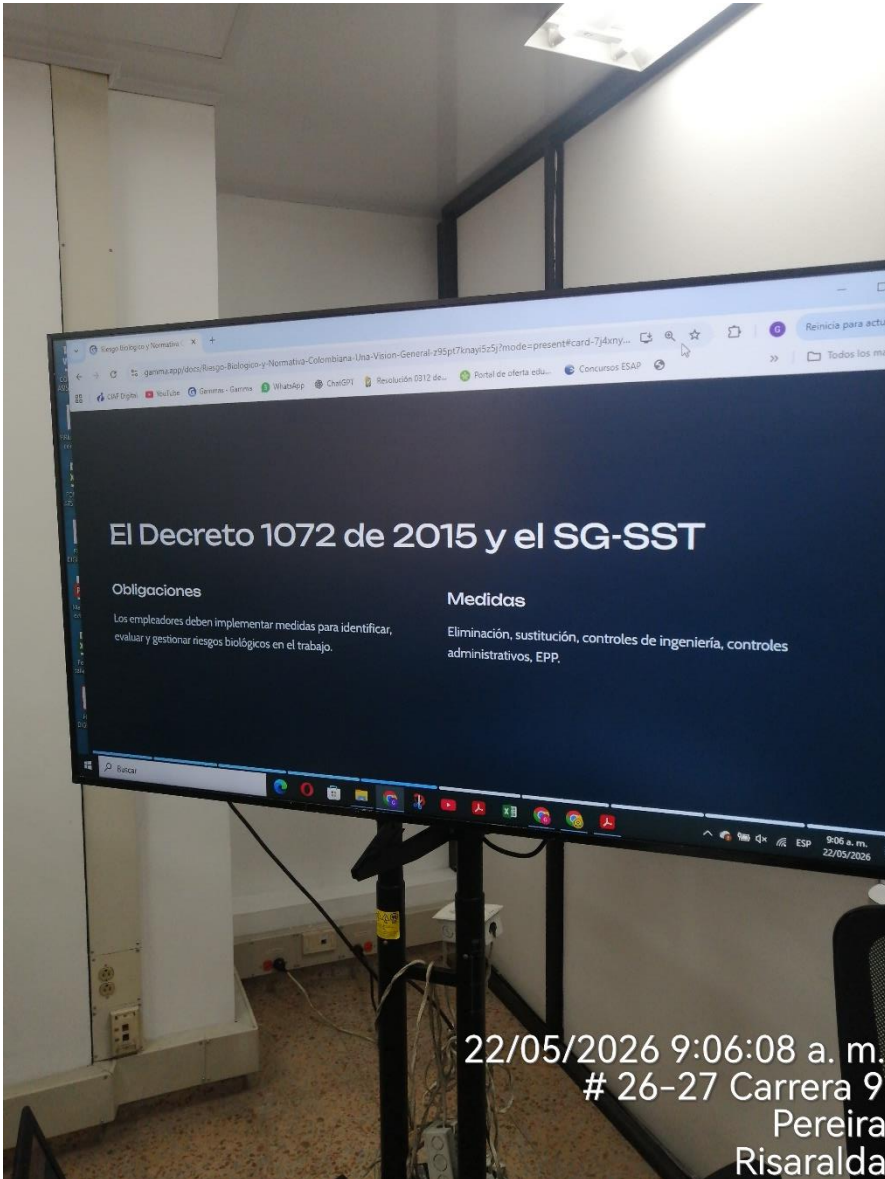 Riesgo Biologico y Normativa
gamma.app/docs/Riesgo-Biologico-y-Normativa-Colombiana-Una-Vision-General-z95pt7knayi5z5j?mode=present#card-7j4xny...
G
Reinicia para actu
YouTube
Gammas - Gamma
WhatsApp
ChatGPT
Resolución 0312 de...
Portal de oferta edu...
Concursos ESAP
»
Todos los ma
El Decreto 1072 de 2015 y el SG-SST
Obligaciones
Los empleadores deben implementar medidas para identificar,
evaluar y gestionar riesgos biológicos en el trabajo.
Medidas
Eliminación, sustitución, controles de ingeniería, controles
administrativos, EPP.
Buscar
ESP
9:06 a. m.
22/05/2026
22/05/2026 9:06:08 a. m.
# 26-27 Carrera 9
Pereira
Risaralda